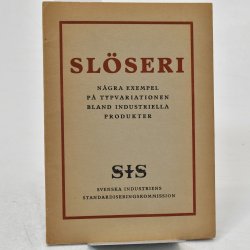 SLÖSERI
NÅGRA EXEMPEL
PÅ TYPVARIATIONEN
BLAND INDUSTRIELLA
PRODUKTER
SIS
SVENSKA INDUSTRIENS
STANDARDISERINGSKOMMISSION